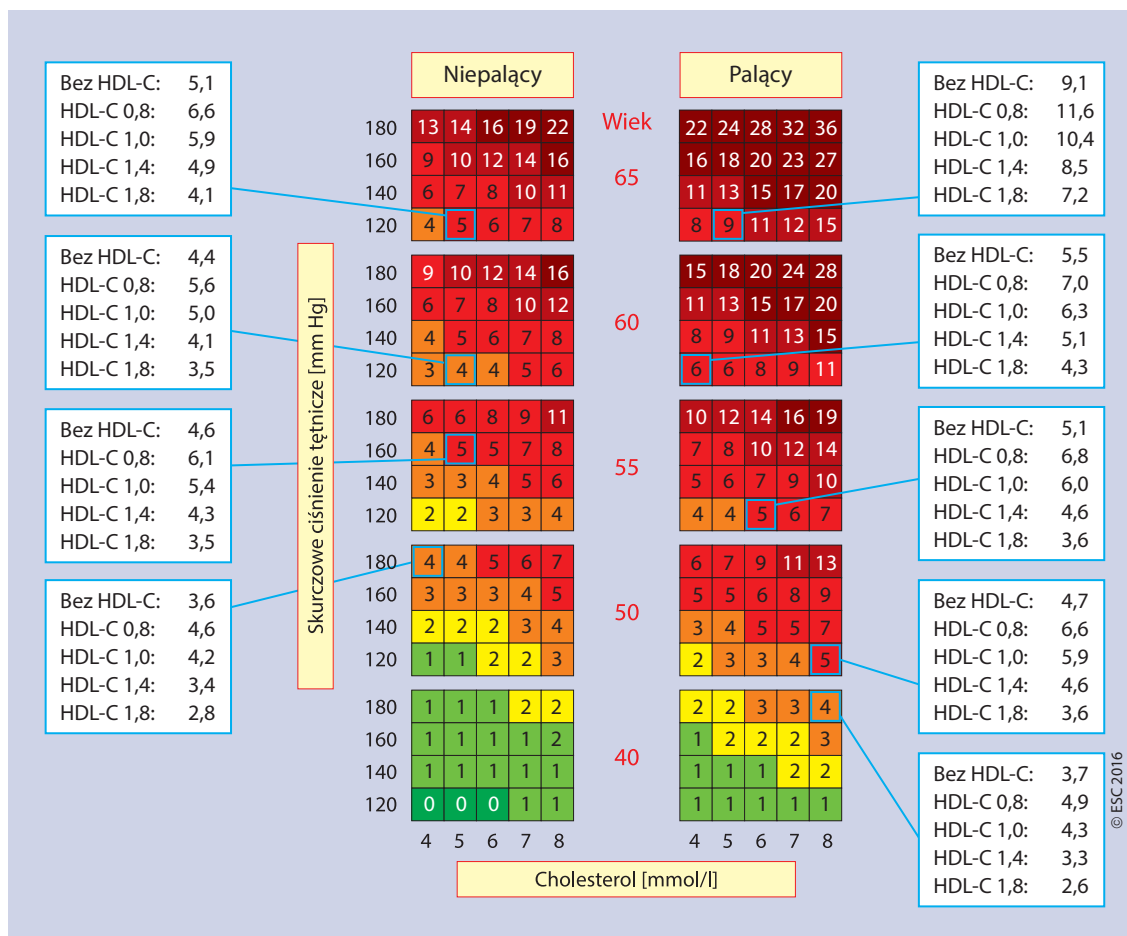 Niepalący
Palący
Wiek
Skurczowe ciśnienie tętnicze [mm Hg]
Bez HDL-C: 5,1
HDL-C 0,8: 6,6
HDL-C 1,0: 5,9
HDL-C 1,4: 4,9
HDL-C 1,8: 4,1
Bez HDL-C: 4,4
HDL-C 0,8: 5,6
HDL-C 1,0: 5,0
HDL-C 1,4: 4,1
HDL-C 1,8: 3,5
Bez HDL-C: 4,6
HDL-C 0,8: 6,1
HDL-C 1,0: 5,4
HDL-C 1,4: 4,3
HDL-C 1,8: 3,5
Bez HDL-C: 3,6
HDL-C 0,8: 4,6
HDL-C 1,0: 4,2
HDL-C 1,4: 3,4
HDL-C 1,8: 2,8
180 13 14 16 19 22 22 24 28 32 36
160 9 10 12 14 16 16 18 20 23 27
65
140 6 7 8 10 11 11 13 15 17 20
120 4 5 6 7 8 8 9 11 12 15
180 9 10 12 14 16 15 18 20 24 28
160 6 7 8 10 12 11 13 15 17 20
60
140 4 5 6 7 8 8 9 11 13 15
120 3 4 4 5 6 6 6 8 9 11
180 6 6 8 9 11 10 12 14 16 19
160 4 5 5 7 8 7 8 10 12 14
55
140 3 3 4 5 6 5 6 7 9 10
120 2 2 3 3 4 4 4 5 6 7
180 4 4 5 6 7 6 7 9 11 13
160 3 3 3 4 5 5 5 6 8 9
50
140 2 2 2 3 4 3 4 5 5 7
120 1 1 2 2 3 2 3 3 4 5
180 1 1 1 2 2 2 2 3 3 4
160 1 1 1 1 2 1 2 2 2 3
40
140 1 1 1 1 1 1 1 1 2 2
120 0 0 0 1 1 1 1 1 1 1
4 5 6 7 8 4 5 6 7 8
Cholesterol [mmol/l]
Bez HDL-C: 9,1
HDL-C 0,8: 11,6
HDL-C 1,0: 10,4
HDL-C 1,4: 8,5
HDL-C 1,8: 7,2
Bez HDL-C: 5,5
HDL-C 0,8: 7,0
HDL-C 1,0: 6,3
HDL-C 1,4: 5,1
HDL-C 1,8: 4,3
Bez HDL-C: 5,1
HDL-C 0,8: 6,8
HDL-C 1,0: 6,0
HDL-C 1,4: 4,6
HDL-C 1,8: 3,6
Bez HDL-C: 4,7
HDL-C 0,8: 6,6
HDL-C 1,0: 5,9
HDL-C 1,4: 4,6
HDL-C 1,8: 3,6
Bez HDL-C: 3,7
HDL-C 0,8: 4,9
HDL-C 1,0: 4,3
HDL-C 1,4: 3,3
HDL-C 1,8: 2,6
© ESC 2016